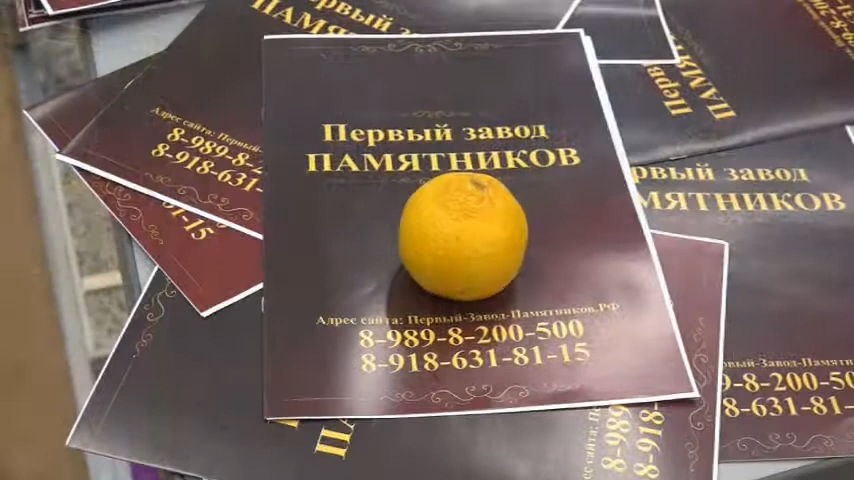 Первый завод
ПАМЯТНИКОВ
Адрес сайта: Первый-Завод-Памятников.Рф
8-989-8-200-500
8-918-631-81-15